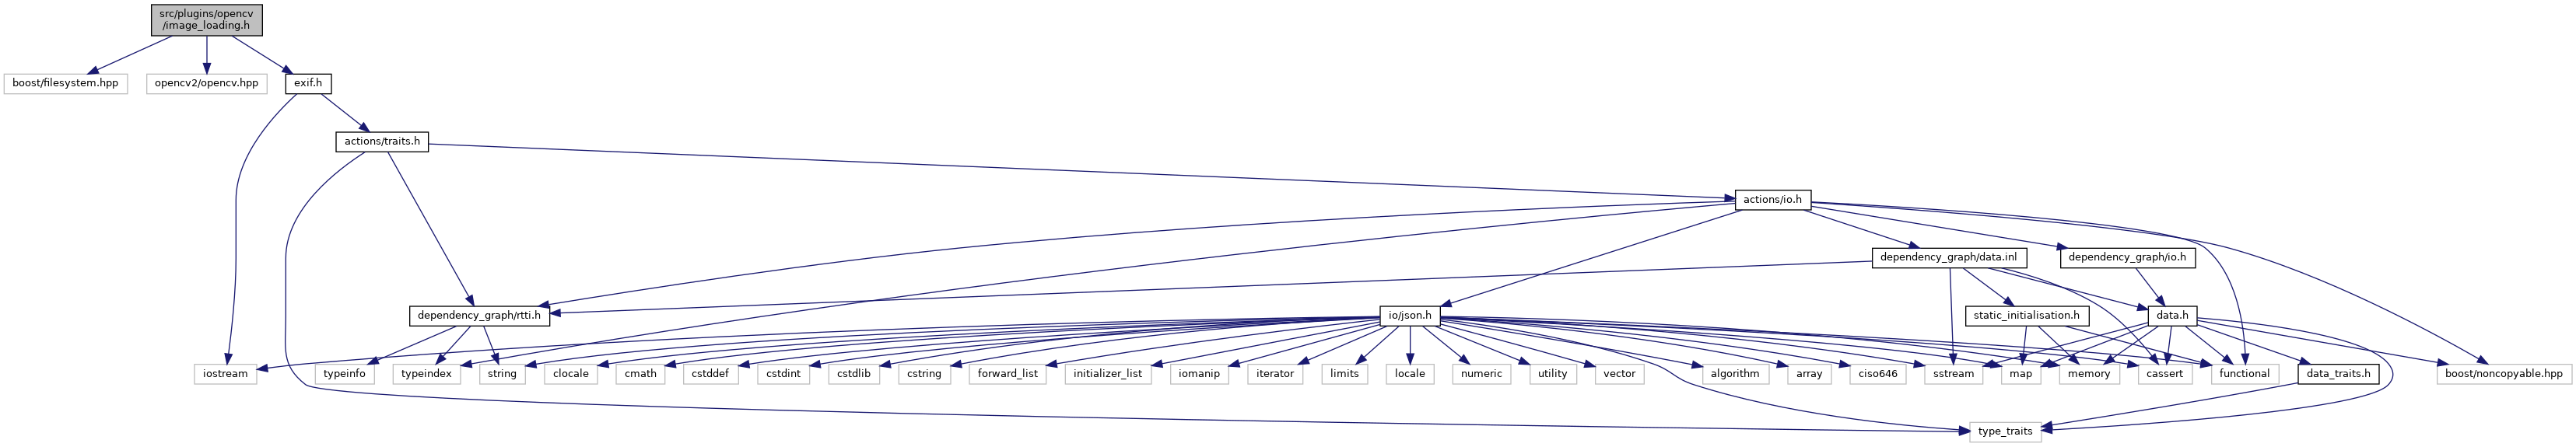 src/plugins/opencv
/image_loading.h
boost/filesystem.hpp
opencv2/opencv.hpp
exif.h
actions/traits.h
actions/io.h
dependency_graph/data.inl
dependency_graph/io.h
dependency_graph/rtti.h
io/json.h
static_initialisation.h
data.h
iostream
typeinfo
typeindex
string
clocale
cmath
cstddef
cstdint
cstdlib
cstring
forward_list
initializer_list
iomanip
iterator
limits
locale
numeric
utility
vector
algorithm
array
ciso646
sstream
map
memory
cassert
functional
data_traits.h
boost/noncopyable.hpp
type_traits